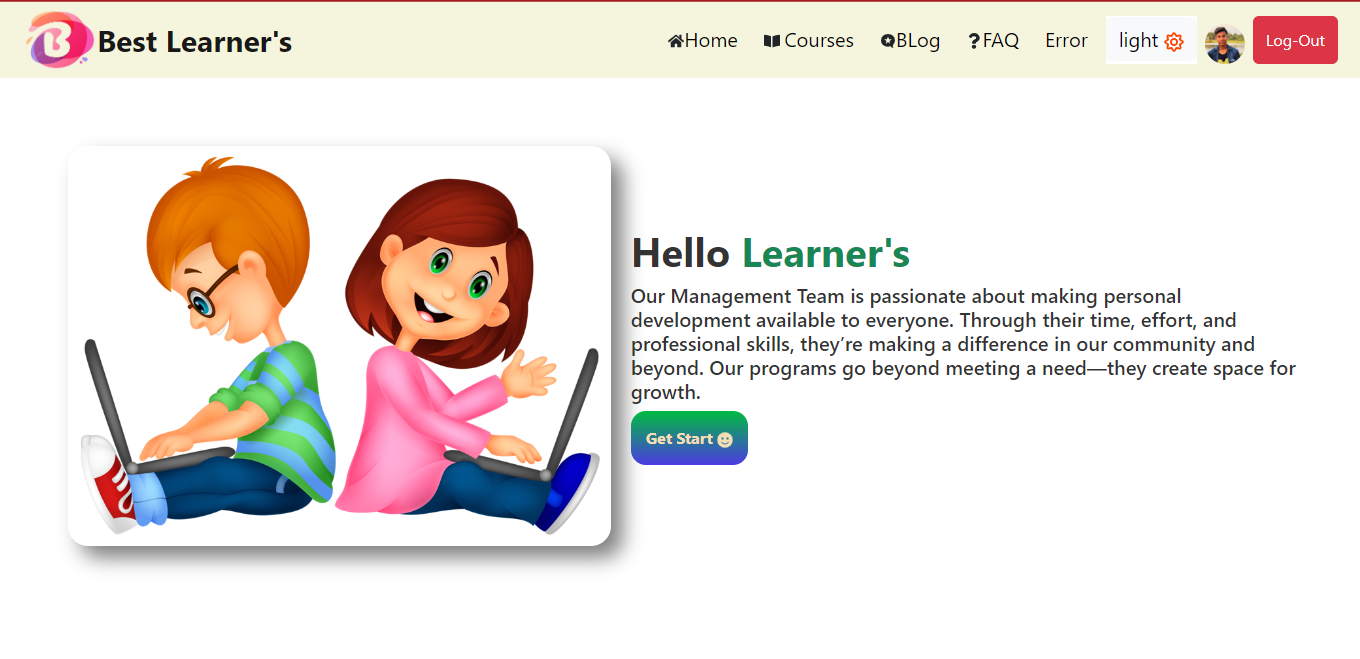 Best Learner's
Home Courses BLog FAQ Error light Log-Out
Hello Learner's
Our Management Team is passionate about making personal
development available to everyone. Through their time, effort, and
professional skills, they’re making a difference in our community and
beyond. Our programs go beyond meeting a need—they create space for
growth.
Get Start